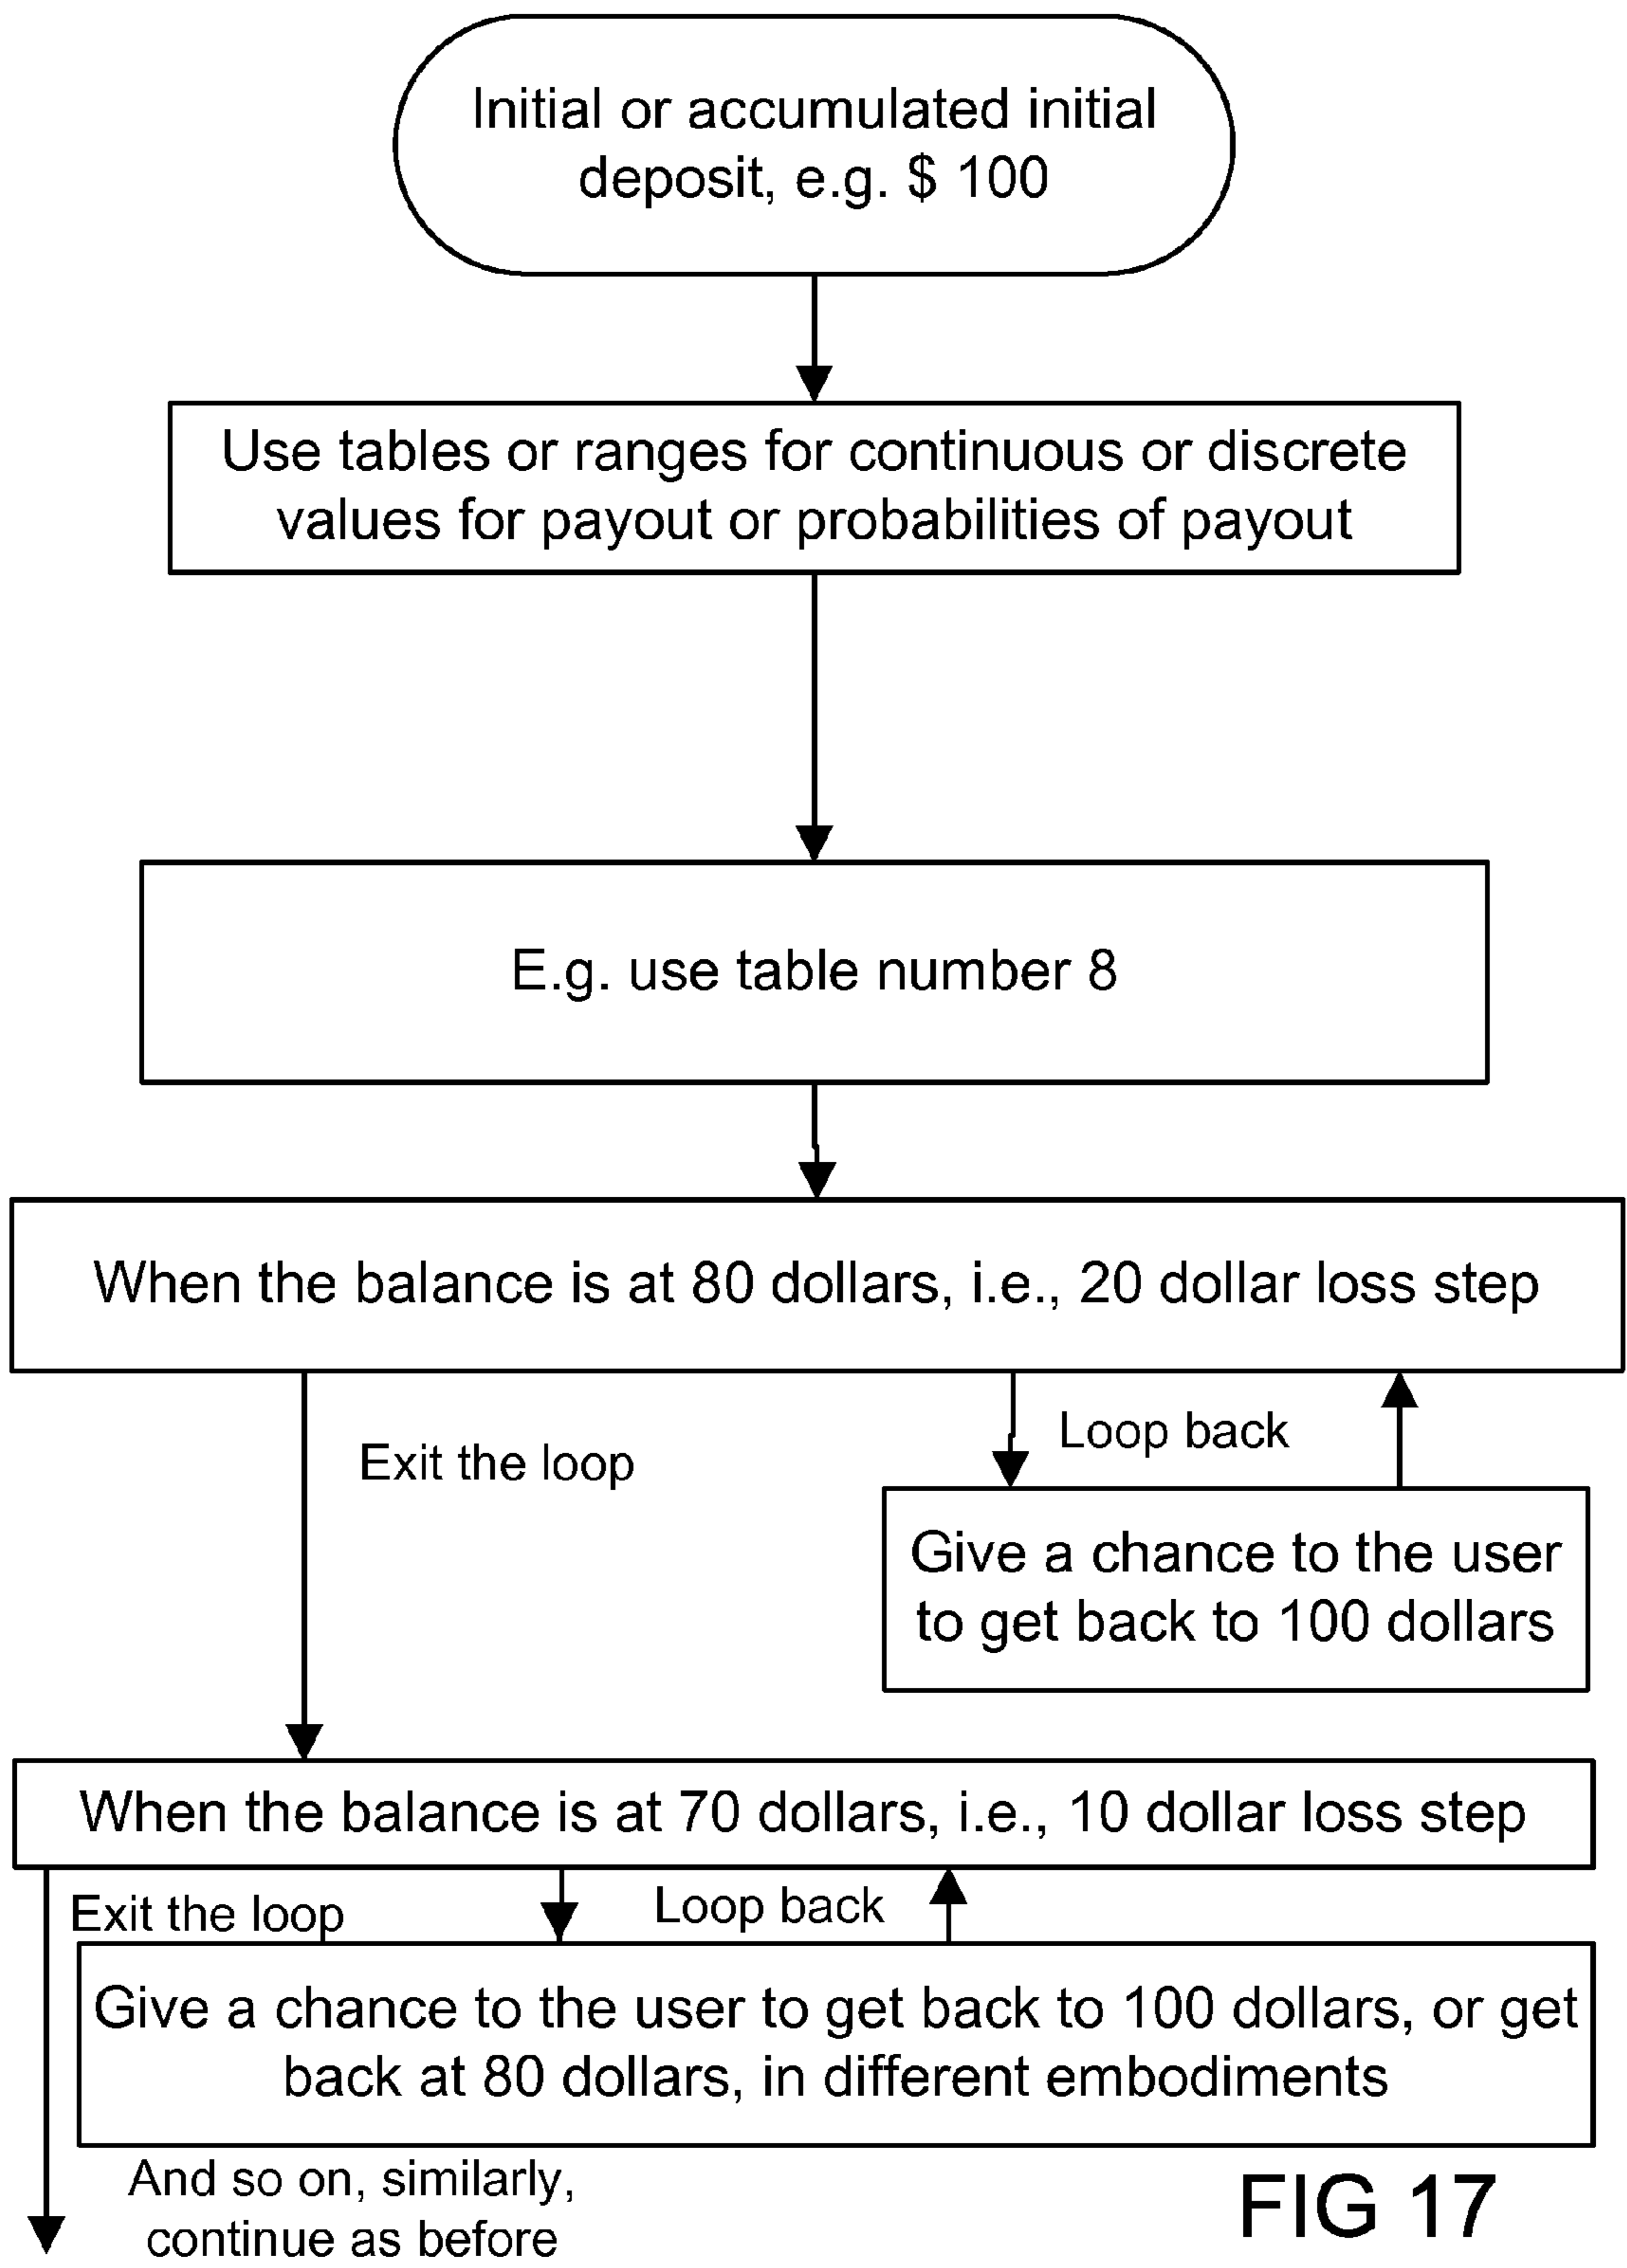 Initial or accumulated initial
deposit, e.g. $ 100
Use tables or ranges for continuous or discrete
values for payout or probabilities of payout
E.g. use table number 8
When the balance is at 80 dollars, i.e., 20 dollar loss step
Exit the loop
Loop back
Give a chance to the user
to get back to 100 dollars
When the balance is at 70 dollars, i.e., 10 dollar loss step
Exit the loop
Loop back
Give a chance to the user to get back to 100 dollars, or get
back at 80 dollars, in different embodiments
And so on, similarly,
continue as before
FIG 17